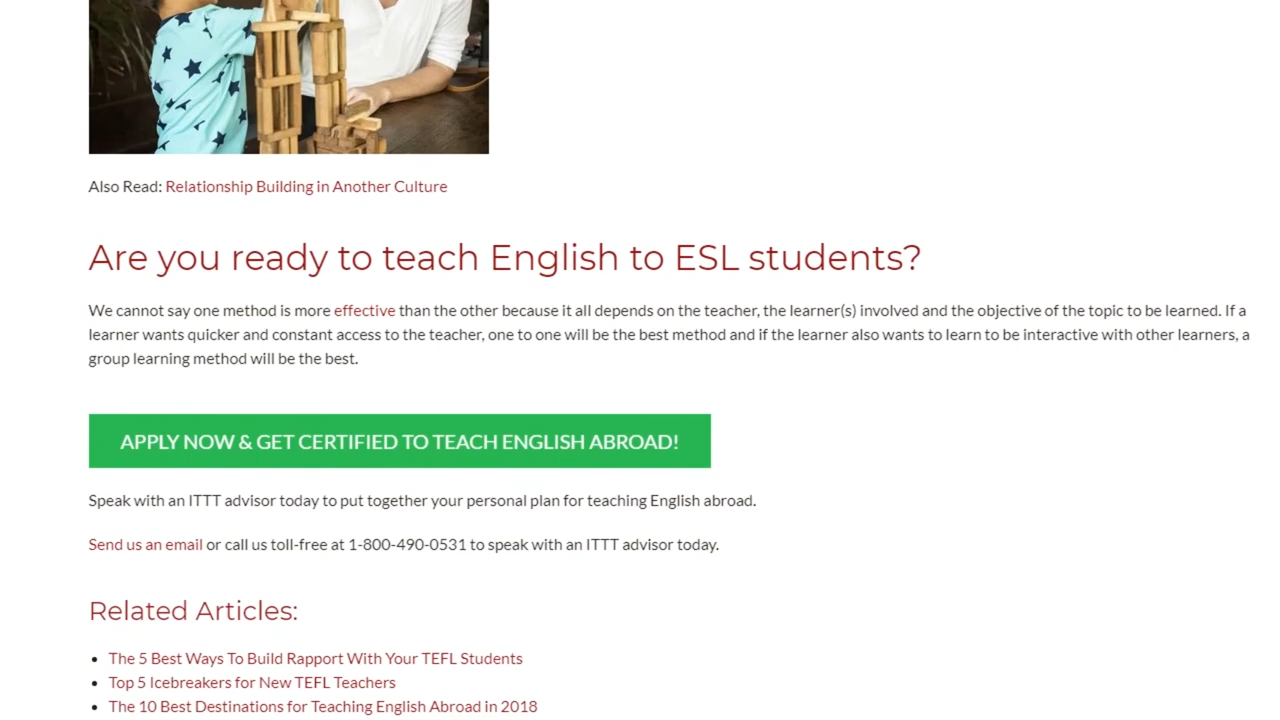 Also Read: Relationship Building in Another Culture
Are you ready to teach English to ESL students?
We cannot say one method is more effective than the other because it all depends on the teacher, the learner(s) involved and the objective of the topic to be learned. If a
learner wants quicker and constant access to the teacher, one to one will be the best method and if the learner also wants to learn to be interactive with other learners, a
group learning method will be the best.
APPLY NOW & GET CERTIFIED TO TEACH ENGLISH ABROAD!
Speak with an ITTT advisor today to put together your personal plan for teaching English abroad.
Send us an email or call us toll-free at 1-800-490-0531 to speak with an ITTT advisor today.
Related Articles:
• The 5 Best Ways To Build Rapport With Your TEFL Students
• Top 5 Icebreakers for New TEFL Teachers
• The 10 Best Destinations for Teaching English Abroad in 2018